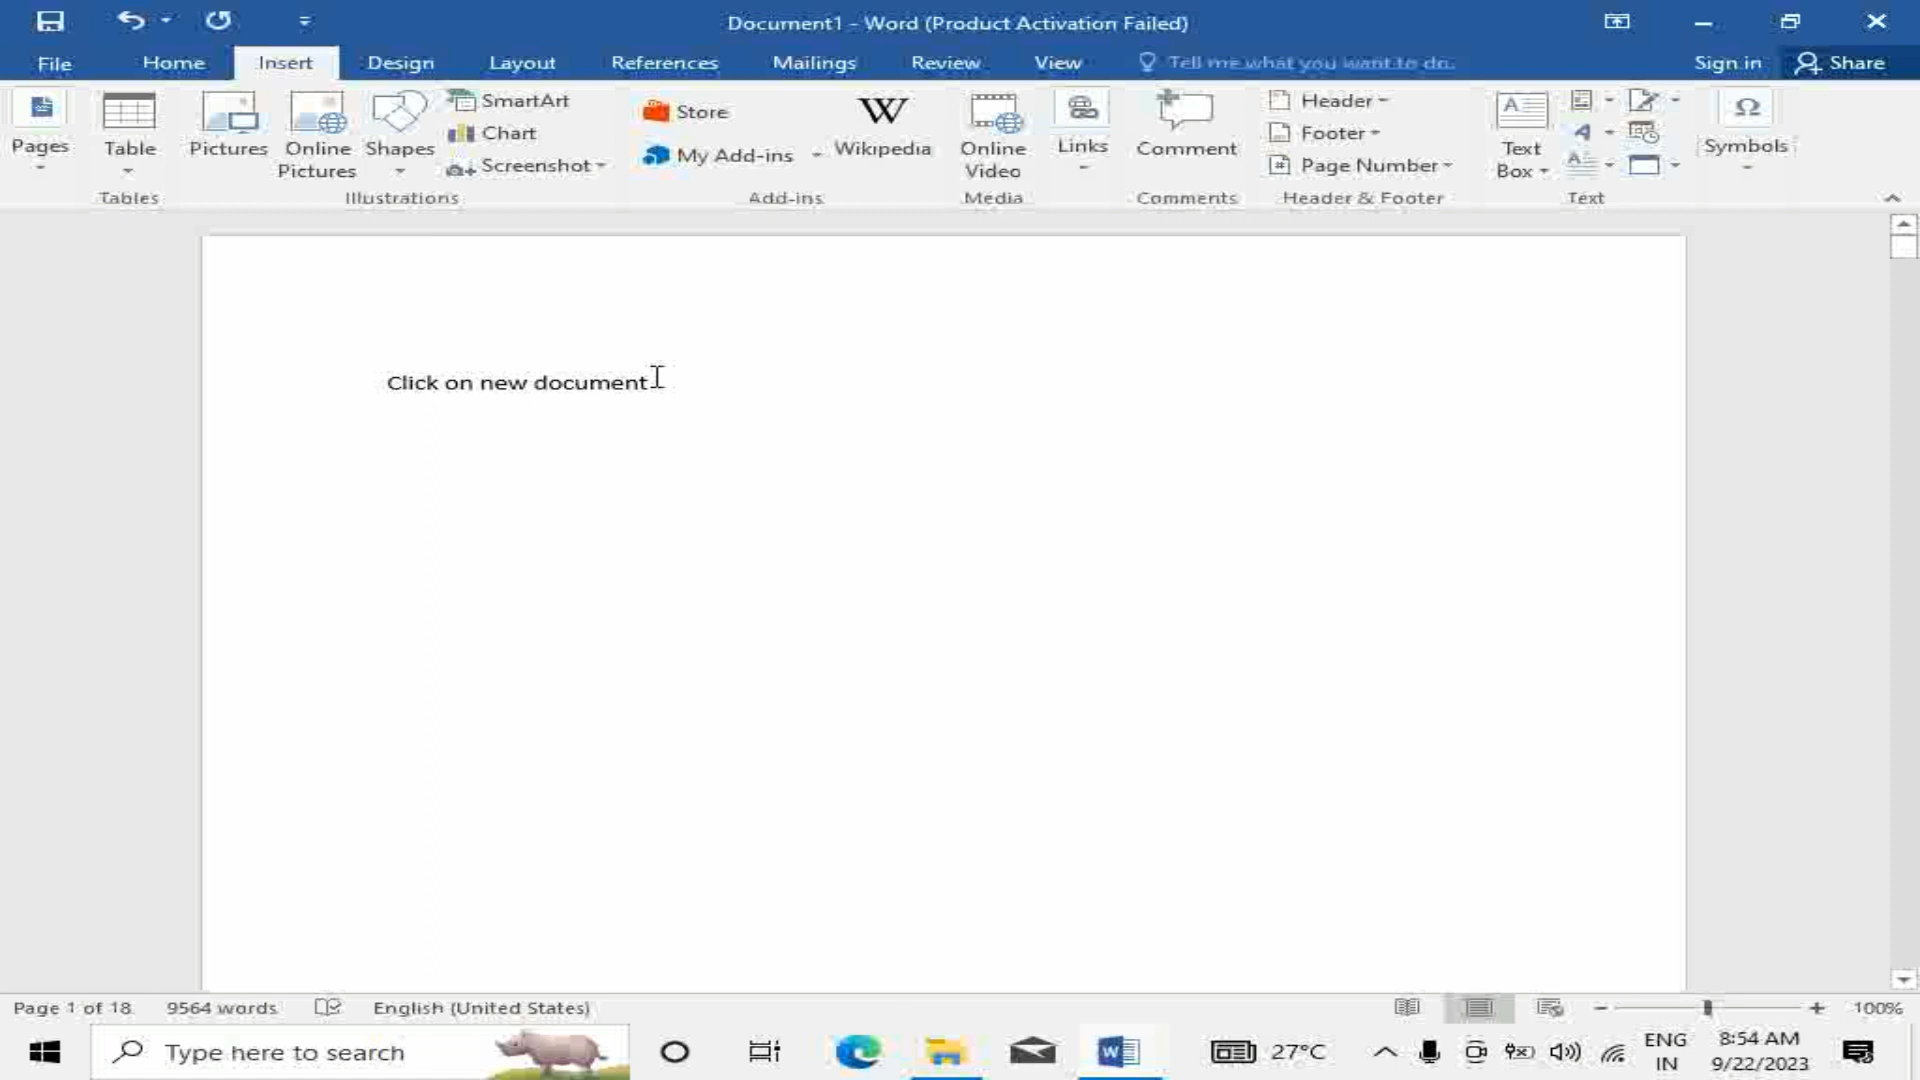 Document1 - Word (Product Activation Failed)
File Home Insert Design Layout References Mailings Review View Tell me what you want to do. Sign in Share
Pages Table Pictures Online Pictures Shapes SmartArt Chart Screenshot Store My Add-ins Wikipedia Online Video Links Comment Header Footer Page Number Text Box Symbols
Tables Illustrations Add-ins Media Comments Header & Footer Text
Click on new document
Page 1 of 18 9564 words English (United States) 100%
Type here to search 27°C ENG IN 8:54 AM 9/22/2023